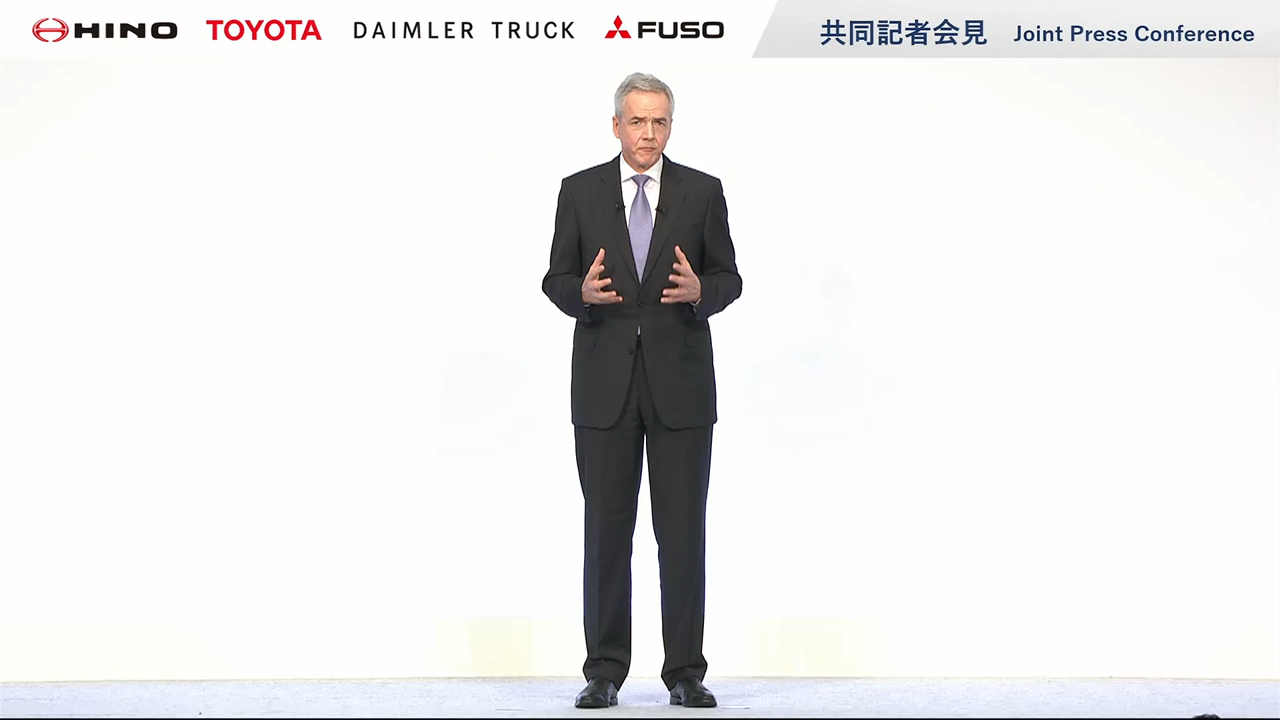 HINO TOYOTA DAIMLER TRUCK FUSO 共同記者会見 Joint Press Conference